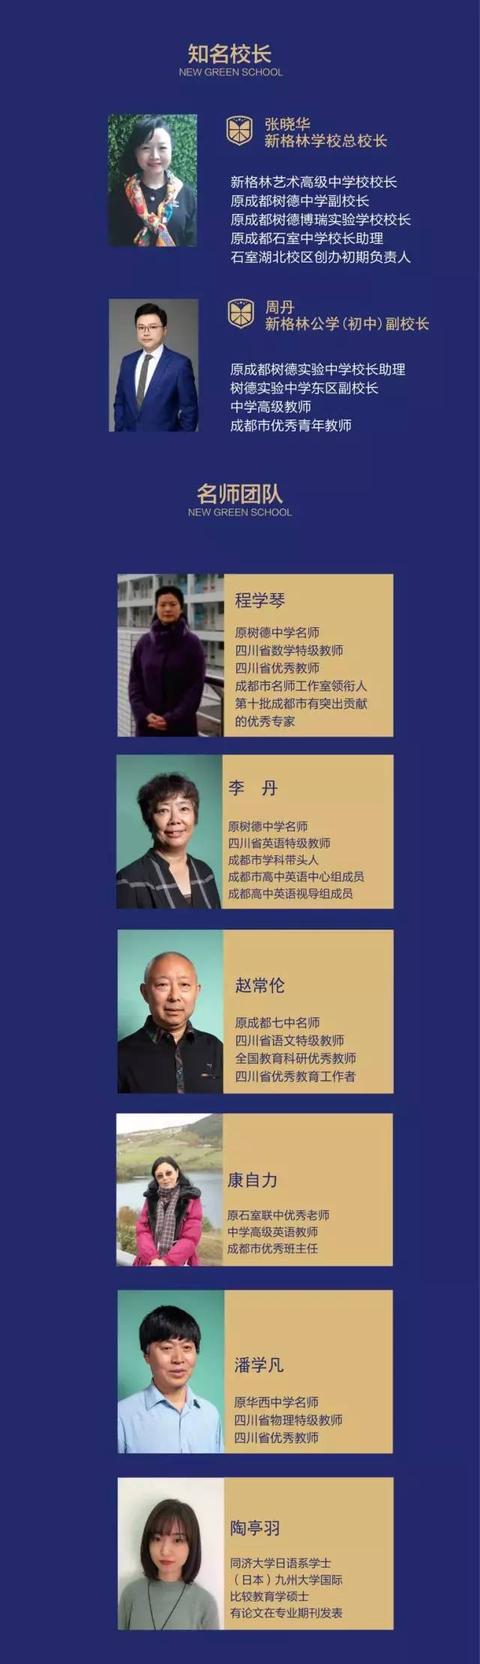 知名校长
NEW GREEN SCHOOL
张晓华
新格林学校总校长
新格林艺术高级中学校校长
原成都树德中学副校长
原成都树德博瑞实验学校校长
原成都石室中学校长助理
石室湖北校区创办初期负责人
周丹
新格林公学(初中)副校长
原成都树德实验中学校长助理
树德实验中学东区副校长
中学高级教师
成都市优秀青年教师
名师团队
NEW GREEN SCHOOL
程学琴
原树德中学名师
四川省数学特级教师
四川省优秀教师
成都市名师工作室领衔人
第十批成都市有突出贡献
的优秀专家
李 丹
原树德中学名师
四川省英语特级教师
成都市学科带头人
成都市高中英语中心组成员
成都高中英语视导组成员
赵常伦
原成都七中名师
四川省语文特级教师
全国教育科研优秀教师
四川省优秀教育工作者
康自力
原石室联中优秀老师
中学高级英语教师
成都市优秀班主任
潘学凡
原华西中学名师
四川省物理特级教师
四川省优秀教师
陶亭羽
同济大学日语系学士
（日本）九州大学国际
比较教育学硕士
有论文在专业期刊发表